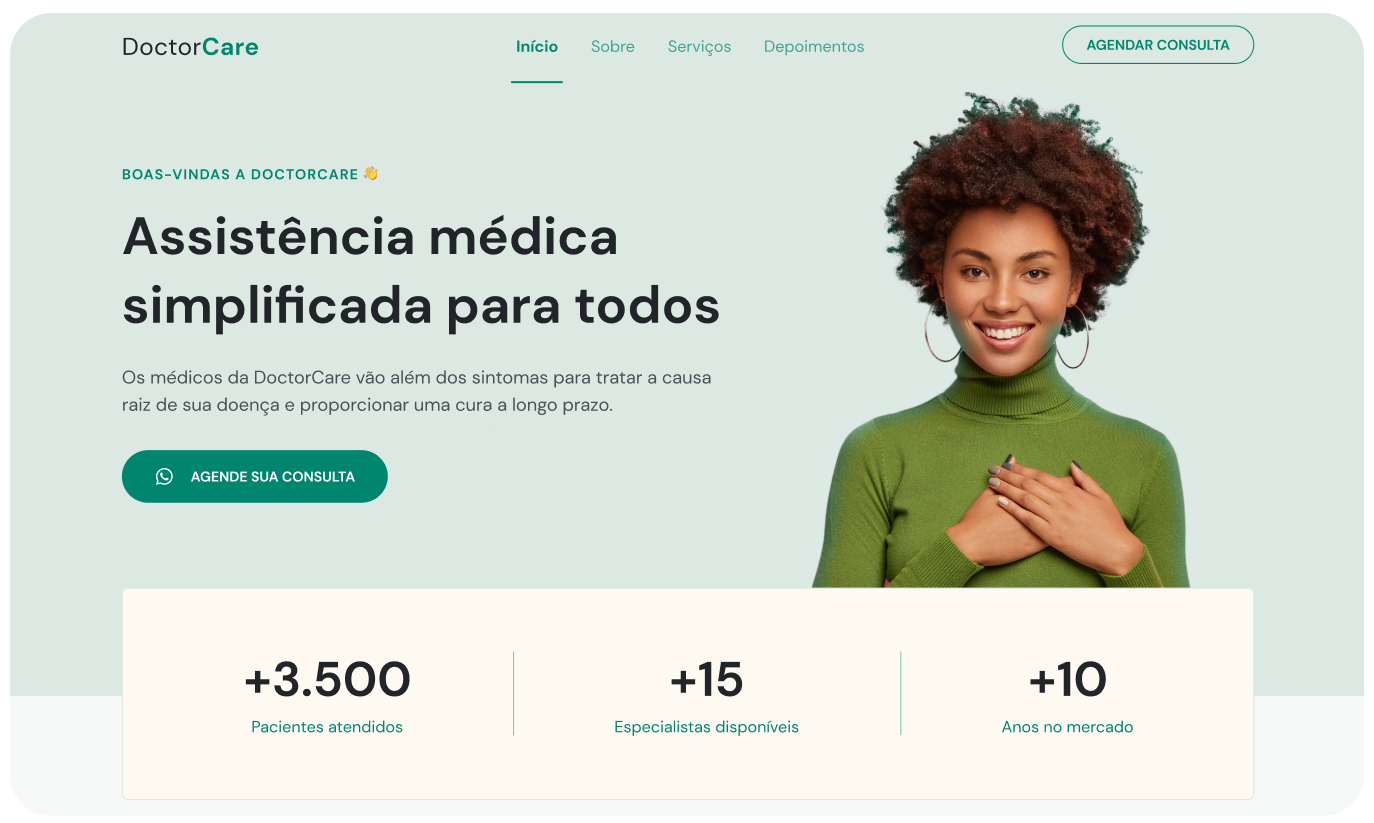 DoctorCare
Início
Sobre
Serviços
Depoimentos
AGENDAR CONSULTA
BOAS-VINDAS A DOCTORCARE 👋
Assistência médica
simplificada para todos
Os médicos da DoctorCare vão além dos sintomas para tratar a causa
raiz de sua doença e proporcionar uma cura a longo prazo.
AGENDE SUA CONSULTA
+3.500
Pacientes atendidos
+15
Especialistas disponíveis
+10
Anos no mercado